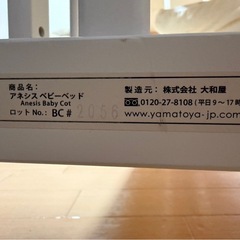 商品名：
アネシス ベビーベッド
Anesis Baby Cot
ロット No.: BC # 2056
製造元：株式会社 大和屋
0120-27-8108 (平日9～17時
www.yamatoya-jp.com